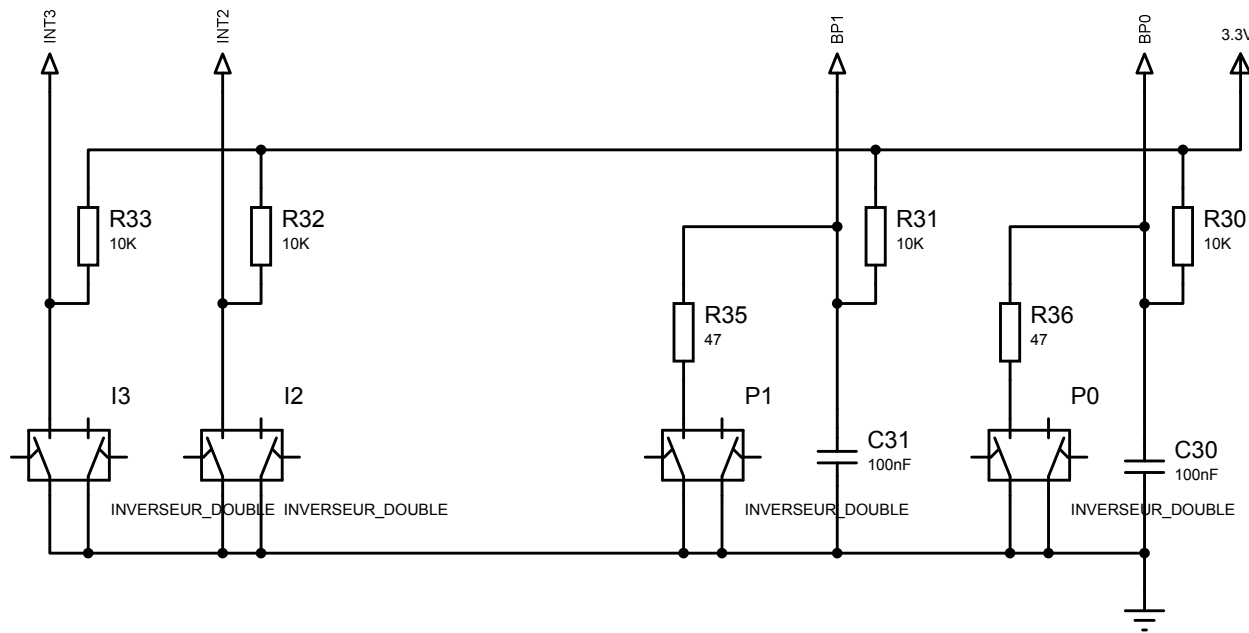 INT3
INT2
BP1
BP0
3.3V
R33
10K
R32
10K
R31
10K
R30
10K
R35
47
R36
47
I3
I2
P1
P0
C31
100nF
C30
100nF
INVERSEUR_DOUBLE
INVERSEUR_DOUBLE
INVERSEUR_DOUBLE
INVERSEUR_DOUBLE